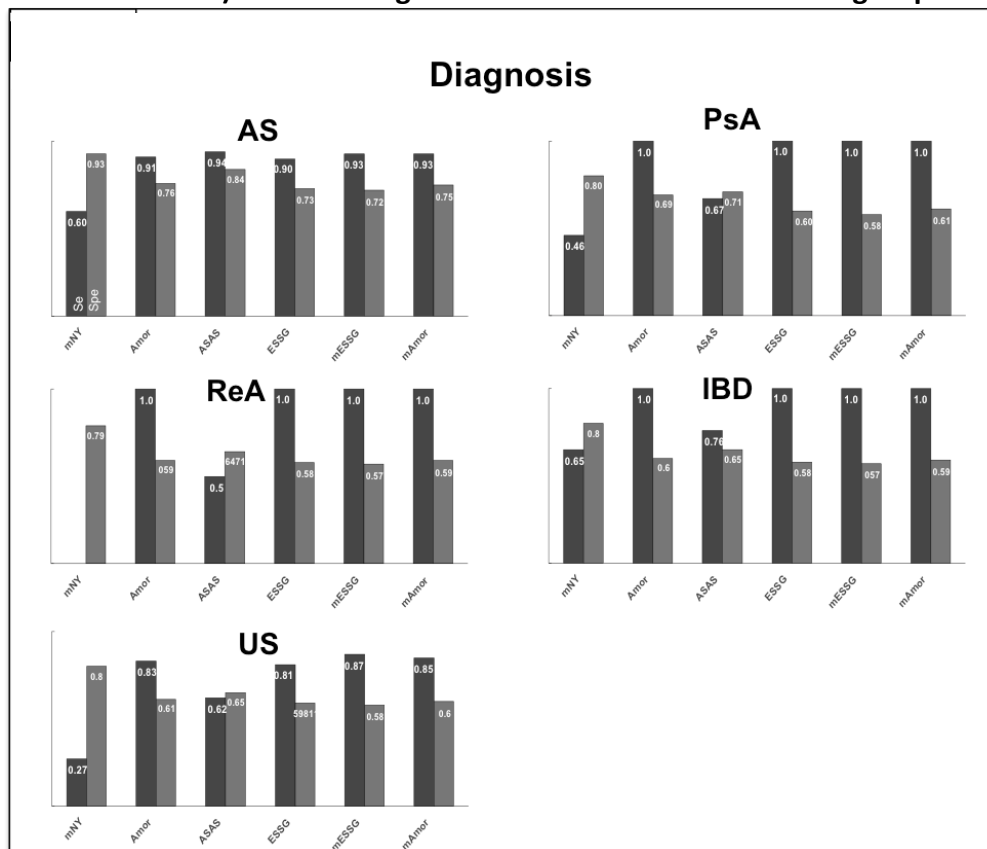 Diagnosis
AS
0.60 0.93 0.91 0.76 0.94 0.84 0.90 0.73 0.93 0.72 0.93 0.75
Se Spe
mNY Amor ASAS ESSG mESSG mAmor
PsA
0.46 0.80 1.0 0.69 0.67 0.71 1.0 0.60 1.0 0.58 1.0 0.61
mNY Amor ASAS ESSG mESSG mAmor
ReA
0.79 1.0 059 0.5 6471 1.0 0.58 1.0 0.57 1.0 0.59
mNY Amor ASAS ESSG mESSG mAmor
IBD
0.65 0.8 1.0 0.6 0.76 0.65 1.0 0.58 1.0 057 1.0 0.59
mNY Amor ASAS ESSG mESSG mAmor
US
0.27 0.8 0.83 0.61 0.62 0.65 0.81 0.87 0.58 0.85 0.6
mNY Amor ASAS ESSG mESSG mAmor